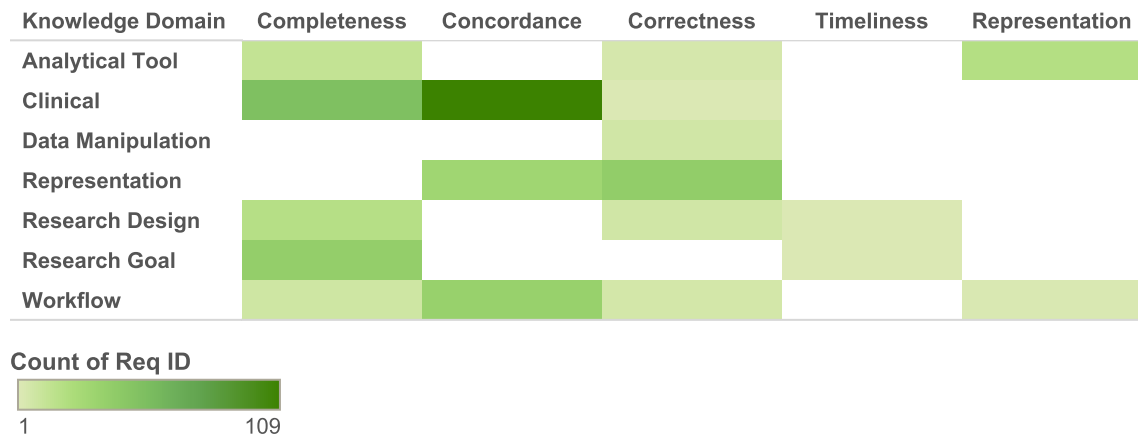 Knowledge Domain Completeness Concordance Correctness Timeliness Representation
Analytical Tool
Clinical
Data Manipulation
Representation
Research Design
Research Goal
Workflow
Count of Req ID
1 109